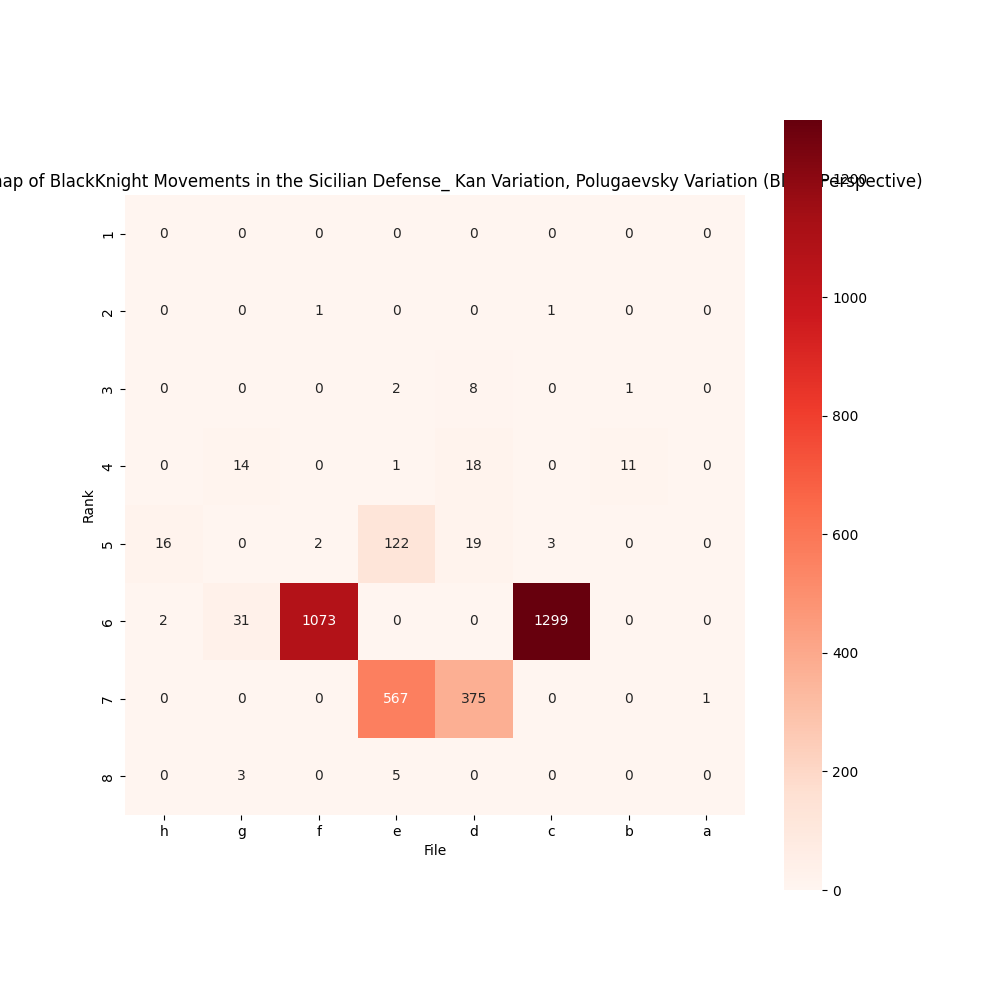 ap of BlackKnight Movements in the Sicilian Defense_ Kan Variation, Polugaevsky Variation (Bl Perspective)
1200
1 0 0 0 0 0 0 0 0
2 0 0 1 0 0 1 0 0
1000
3 0 0 0 2 8 0 1 0
800
4 0 14 0 1 18 0 11 0
Rank
5 16 0 2 122 19 3 0 0
600
6 2 31 1073 0 0 1299 0 0
400
7 0 0 0 567 375 0 0 1
200
8 0 3 0 5 0 0 0 0
h g f e d c b a
File
0